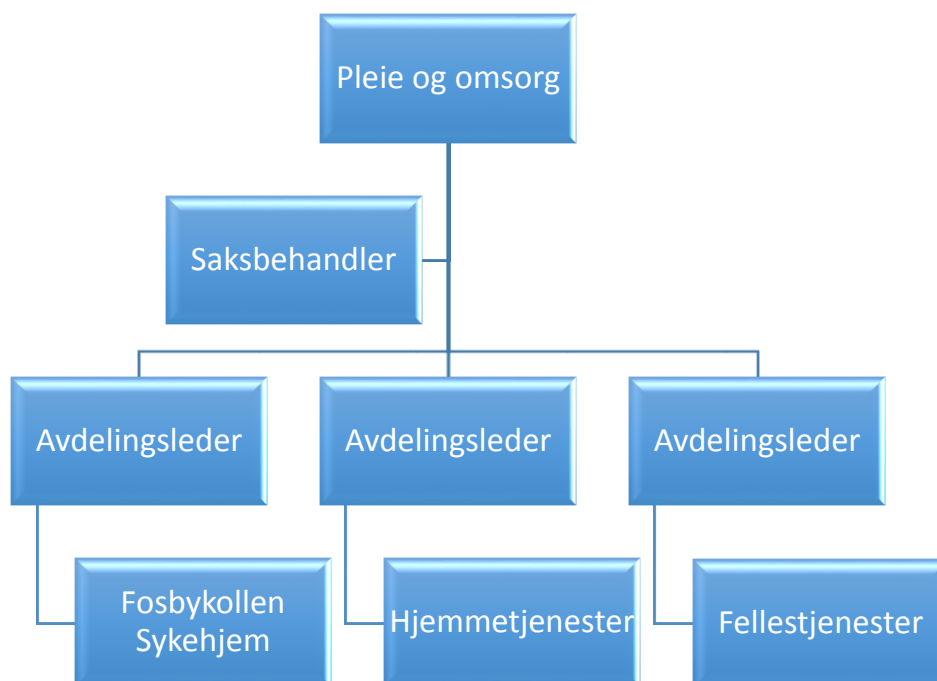 Pleie og omsorg
Saksbehandler
Avdelingsleder
Avdelingsleder
Avdelingsleder
Fosbykollen
Sykehjem
Hjemmetjenester
Fellestjenester